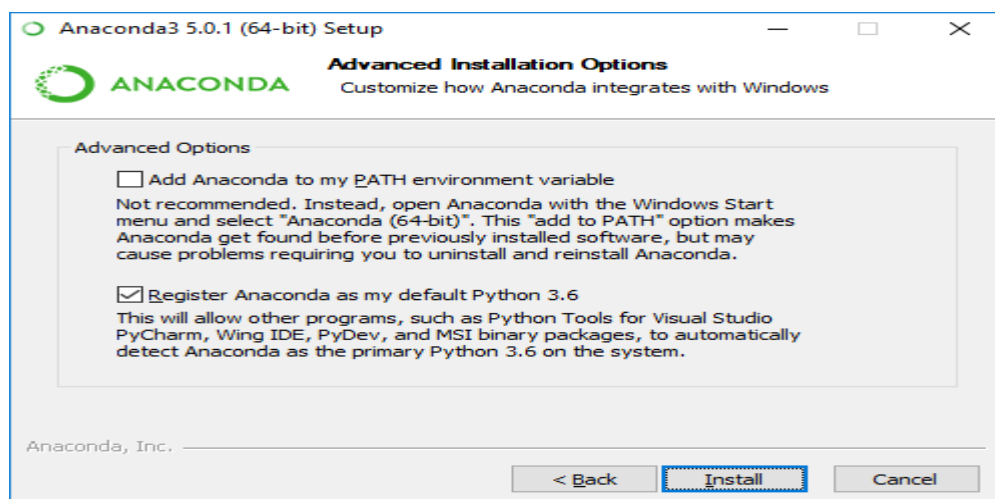 Anaconda3 5.0.1 (64-bit) Setup
ANACONDA
Advanced Installation Options
Customize how Anaconda integrates with Windows
Advanced Options
Add Anaconda to my PATH environment variable
Not recommended. Instead, open Anaconda with the Windows Start
menu and select "Anaconda (64-bit)". This "add to PATH" option makes
Anaconda get found before previously installed software, but may
cause problems requiring you to uninstall and reinstall Anaconda.
Register Anaconda as my default Python 3.6
This will allow other programs, such as Python Tools for Visual Studio
PyCharm, Wing IDE, PyDev, and MSI binary packages, to automatically
detect Anaconda as the primary Python 3.6 on the system.
Anaconda, Inc.
< Back
Install
Cancel